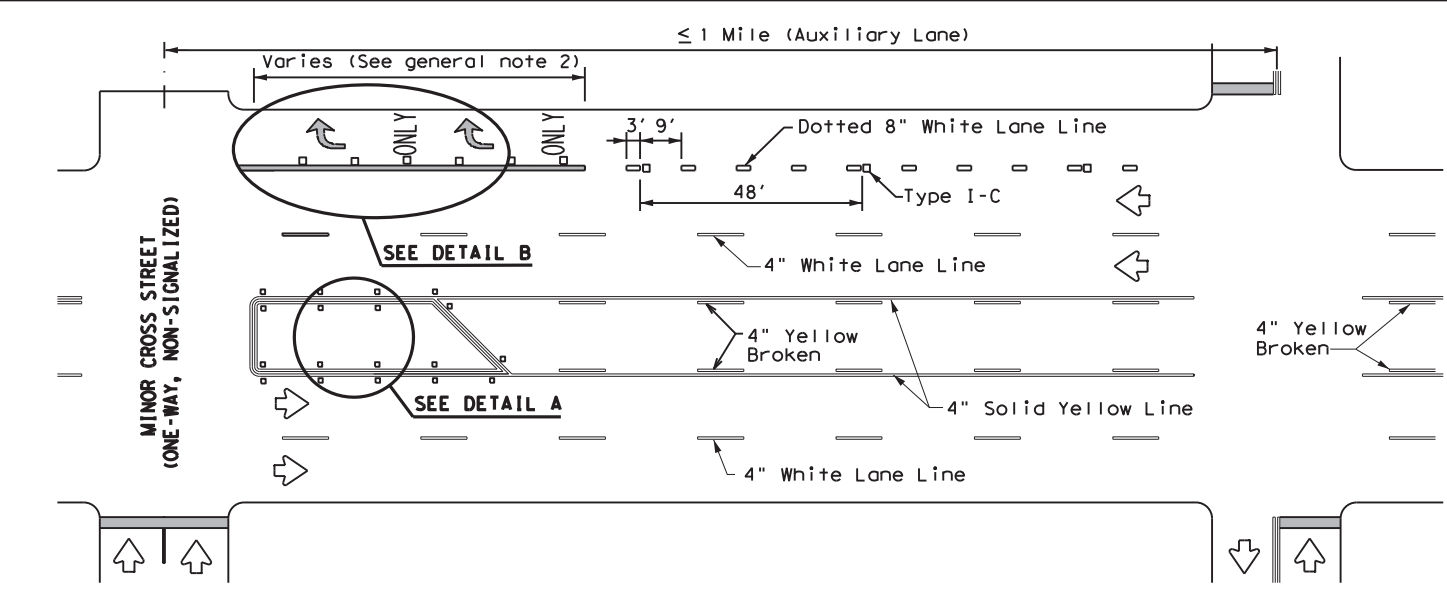 ≤ 1 Mile (Auxiliary Lane)
Varies (See general note 2)
ONLY
ONLY
3' 9'
Dotted 8" White Lane Line
48'
Type I-C
SEE DETAIL B
4" White Lane Line
MINOR CROSS STREET
(ONE-WAY, NON-SIGNALIZED)
4" Yellow
Broken
4" Yellow
Broken
SEE DETAIL A
4" Solid Yellow Line
4" White Lane Line